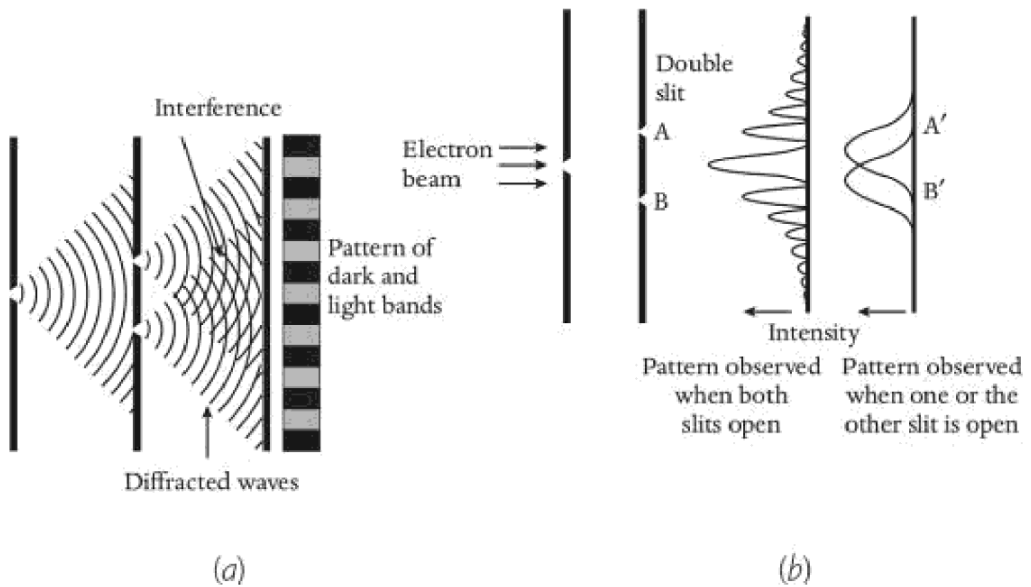 Interference
Pattern of
dark and
light bands
Diffracted waves
(a)
Double
slit
A
Electron
beam
B
A′
B′
Intensity
Pattern observed
when both
slits open
Pattern observed
when one or the
other slit is open
(b)